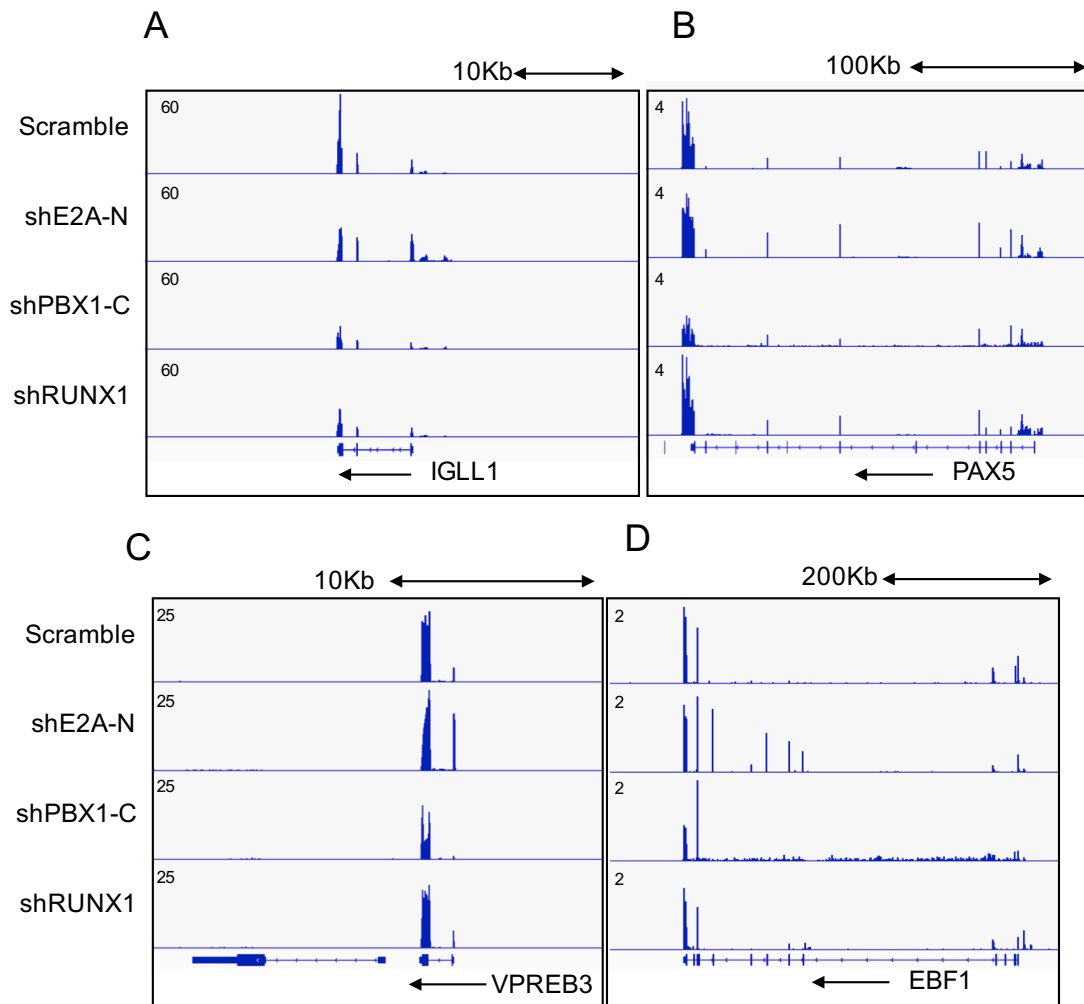 A
B
10Kb
100Kb
Scramble
60
4
shE2A-N
60
4
shPBX1-C
60
4
shRUNX1
60
4
IGLL1
PAX5
C
D
10Kb
200Kb
Scramble
25
2
shE2A-N
25
2
shPBX1-C
25
2
shRUNX1
25
2
VPREB3
EBF1